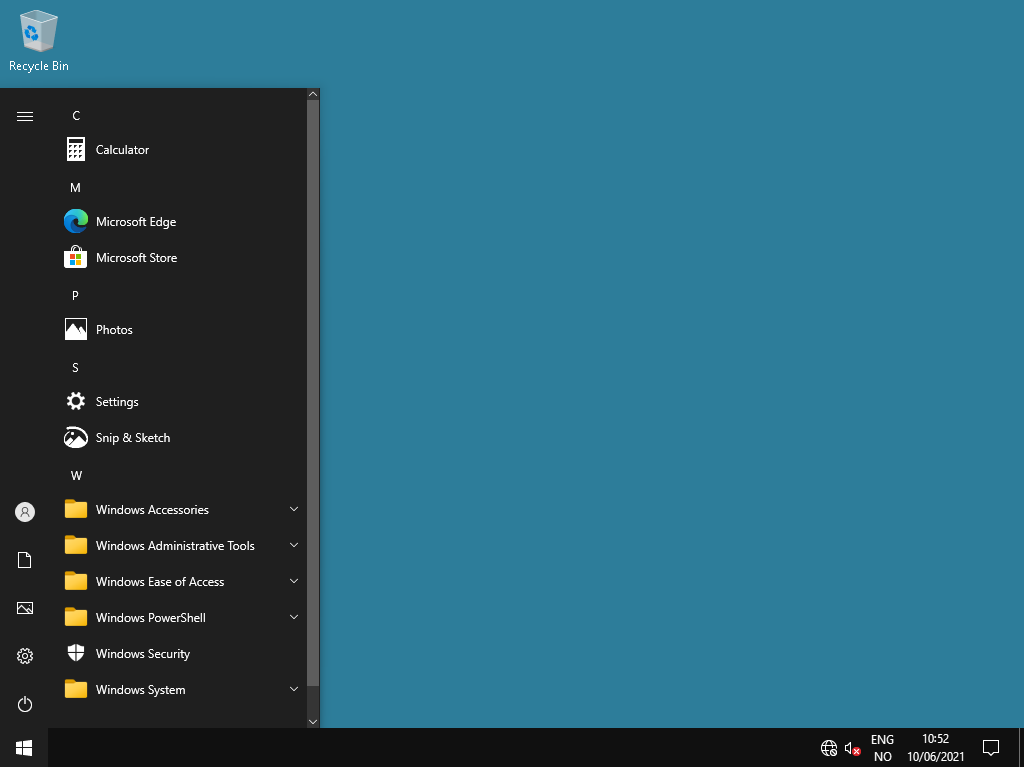 Recycle Bin
C
Calculator
M
Microsoft Edge
Microsoft Store
P
Photos
S
Settings
Snip & Sketch
W
Windows Accessories
Windows Administrative Tools
Windows Ease of Access
Windows PowerShell
Windows Security
Windows System
ENG
NO
10:52
10/06/2021